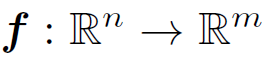 𝒇 : ℝⁿ → ℝᵐ